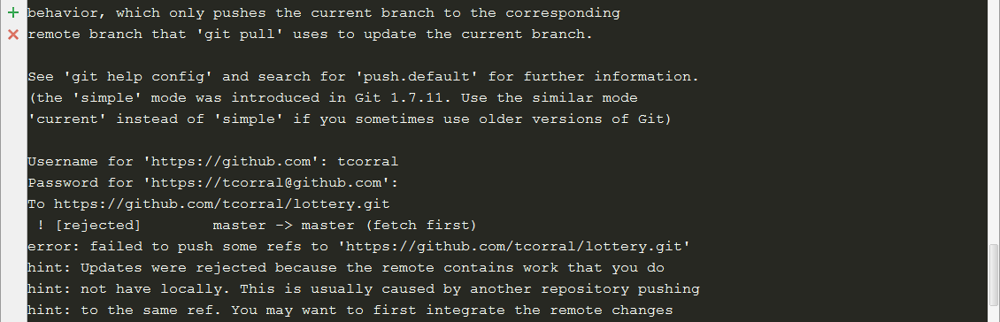 behavior, which only pushes the current branch to the corresponding
remote branch that 'git pull' uses to update the current branch.
See 'git help config' and search for 'push.default' for further information.
(the 'simple' mode was introduced in Git 1.7.11. Use the similar mode
'current' instead of 'simple' if you sometimes use older versions of Git)
Username for 'https://github.com': tcorral
Password for 'https://tcorral@github.com':
To https://github.com/tcorral/lottery.git
! [rejected]        master -> master (fetch first)
error: failed to push some refs to 'https://github.com/tcorral/lottery.git'
hint: Updates were rejected because the remote contains work that you do
hint: not have locally. This is usually caused by another repository pushing
hint: to the same ref. You may want to first integrate the remote changes